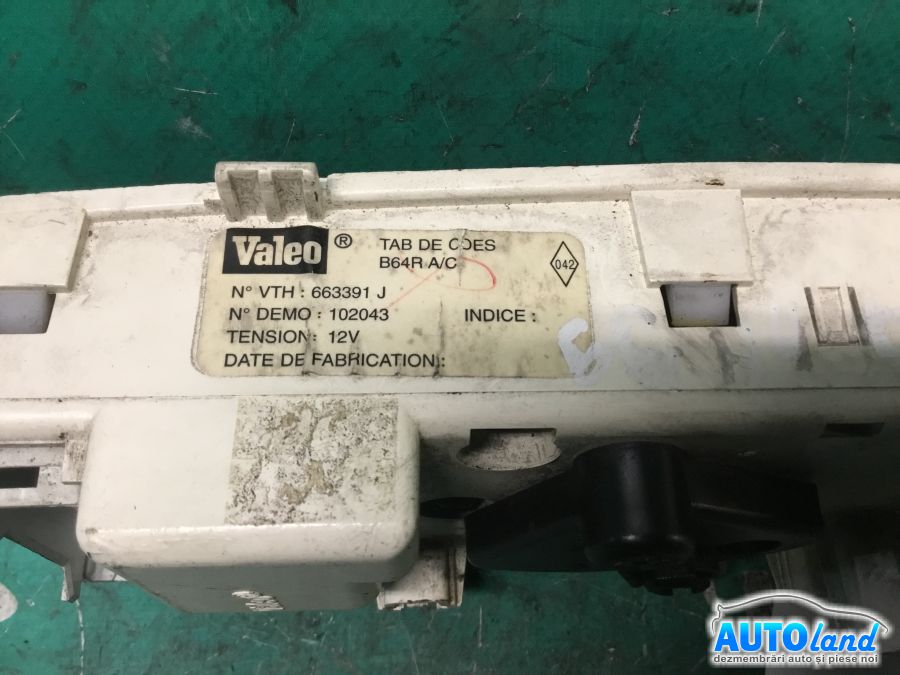 Valeo ® TAB DE CDES
B64R A/C
042
N° VTH : 663391 J
N° DEMO : 102043 INDICE :
TENSION : 12V
DATE DE FABRICATION :
AUTOland
dezmembrări auto și piese noi